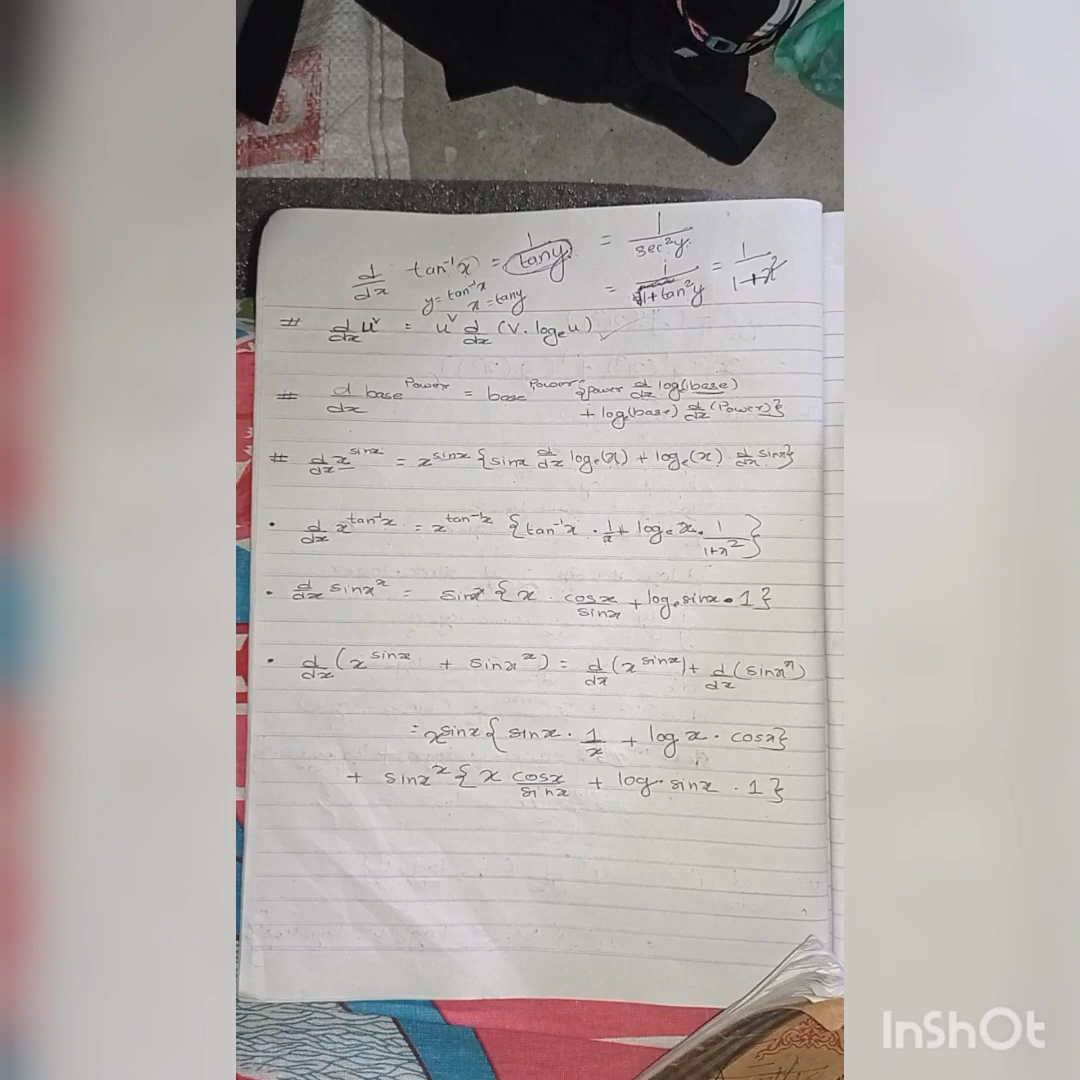 d/dx tan⁻¹x) = 1/tany = 1/sec²y
y = tan⁻¹x
x = tany
= 1/1+tan²y = 1/1+x²
# d/dx u^v = u^v d/dx (v. logₑu)
# d/dx base^Power = base^Power {Power d/dx log(base)
+ log(base) d/dx (Power)}
# d/dx x^sinx = x^sinx {sinx d/dx logₑ(x) + logₑ(x) . d/dx sinx}
• d/dx x^tan⁻¹x = x^tan⁻¹x {tan⁻¹x . 1/x + logₑx . 1/1+x²}
• d/dx sinx^x = sinx^x {x . cosx/sinx + logₑsinx . 1}
• d/dx (x^sinx + sinx^x) = d/dx (x^sinx) + d/dx (sinx^x)
= x^sinx {sinx . 1/x + logx . cosx}
+ sinx^x {x cosx/sinx + log sinx . 1}
InShOt